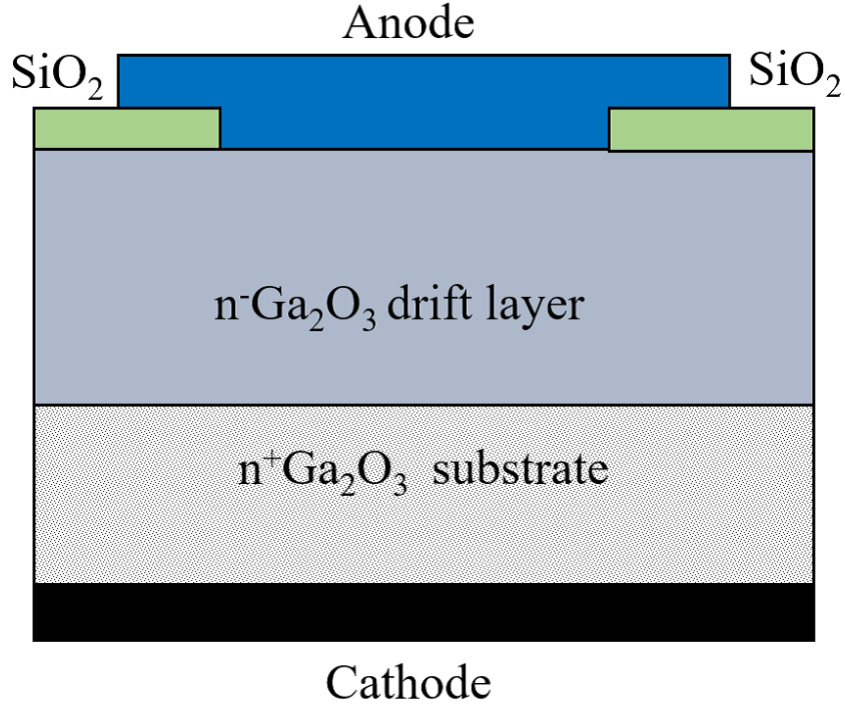 Anode
SiO₂
SiO₂
n⁻Ga₂O₃ drift layer
n⁺Ga₂O₃ substrate
Cathode